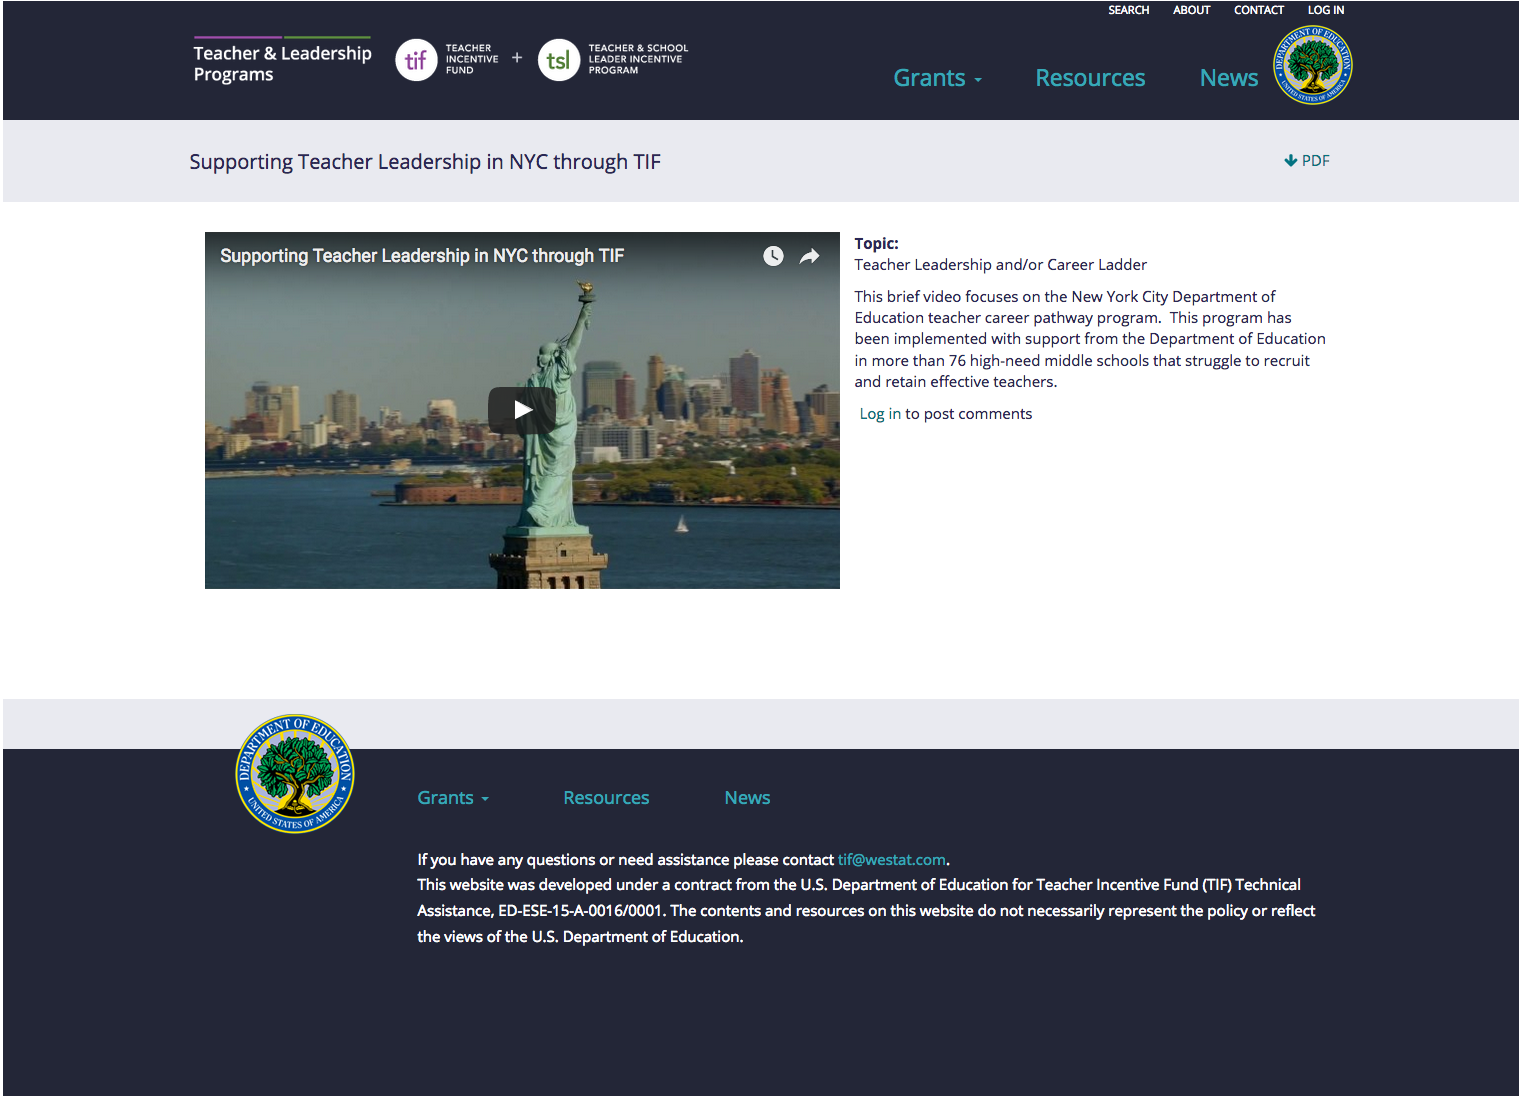 SEARCH ABOUT CONTACT LOG IN
Teacher & Leadership
Programs
tif
TEACHER
INCENTIVE
FUND
+
tsl
TEACHER & SCHOOL
LEADER INCENTIVE
PROGRAM
Grants Resources News
DEPARTMENT OF EDUCATION
UNITED STATES OF AMERICA
Supporting Teacher Leadership in NYC through TIF
PDF
Supporting Teacher Leadership in NYC through TIF
Topic:
Teacher Leadership and/or Career Ladder
This brief video focuses on the New York City Department of
Education teacher career pathway program.  This program has
been implemented with support from the Department of Education
in more than 76 high-need middle schools that struggle to recruit
and retain effective teachers.
Log in to post comments
DEPARTMENT OF EDUCATION
UNITED STATES OF AMERICA
Grants Resources News
If you have any questions or need assistance please contact tif@westat.com.
This website was developed under a contract from the U.S. Department of Education for Teacher Incentive Fund (TIF) Technical
Assistance, ED-ESE-15-A-0016/0001. The contents and resources on this website do not necessarily represent the policy or reflect
the views of the U.S. Department of Education.